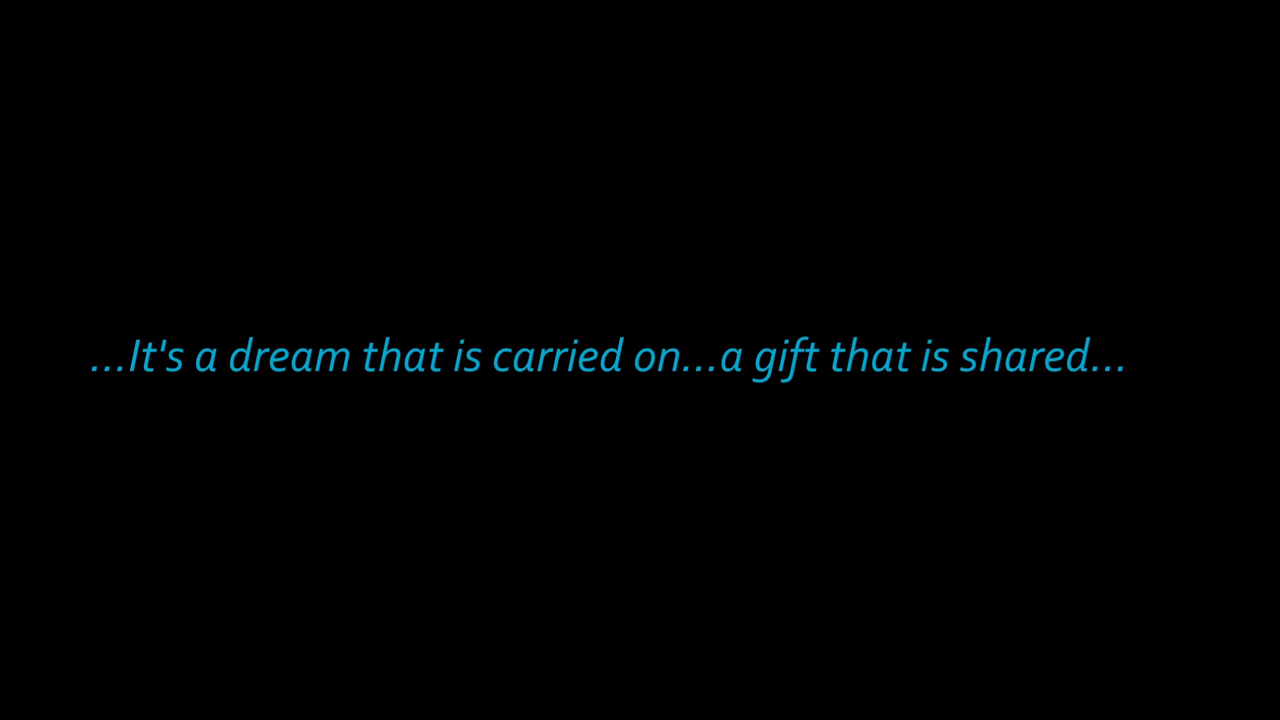 ...It's a dream that is carried on...a gift that is shared...